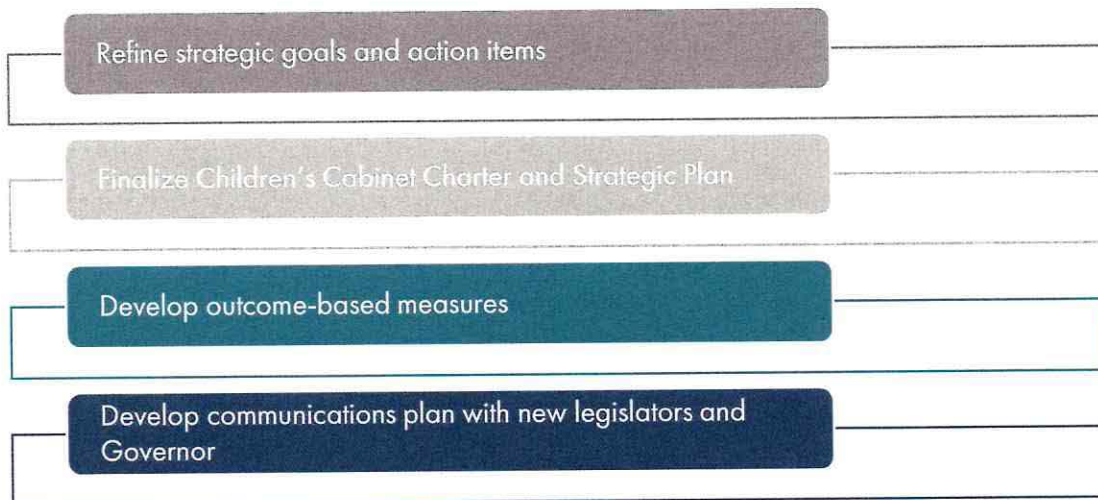 Refine strategic goals and action items
Finalize Children's Cabinet Charter and Strategic Plan
Develop outcome-based measures
Develop communications plan with new legislators and
Governor